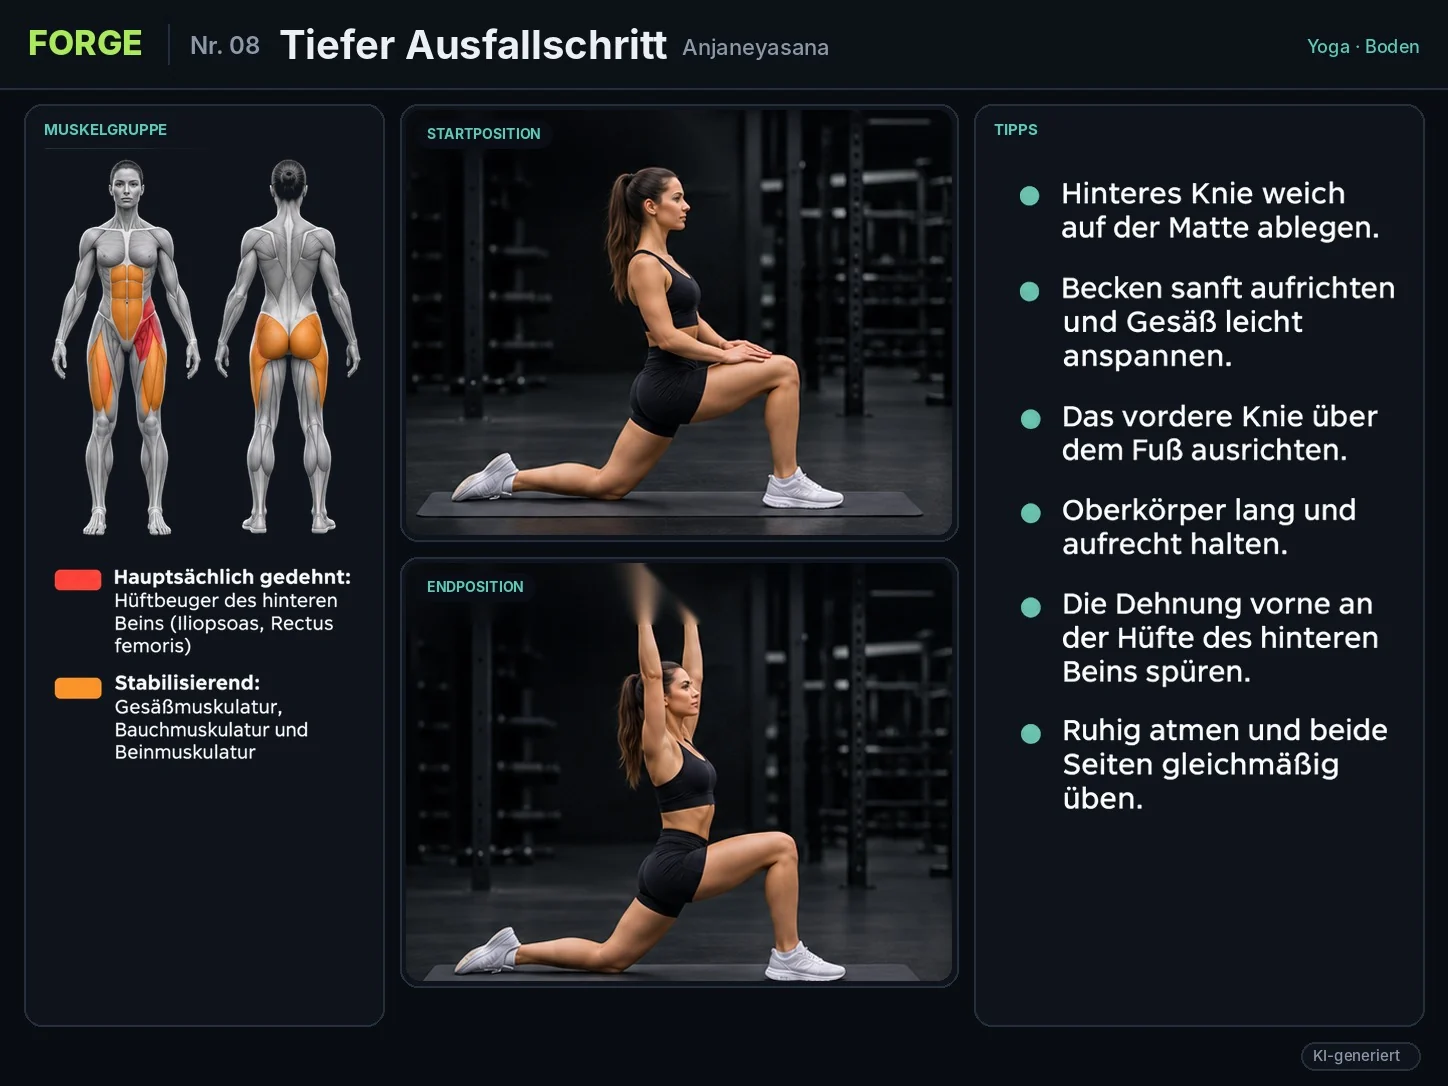 FORGE
Nr. 08
Tiefer Ausfallschritt
Anjaneyasana
Yoga · Boden
MUSKELGRUPPE
Hauptsächlich gedehnt:
Hüftbeuger des hinteren
Beins (Iliopsoas, Rectus
femoris)
Stabilisierend:
Gesäßmuskulatur,
Bauchmuskulatur und
Beinmuskulatur
STARTPOSITION
ENDPOSITION
TIPPS
Hinteres Knie weich
auf der Matte ablegen.
Becken sanft aufrichten
und Gesäß leicht
anspannen.
Das vordere Knie über
dem Fuß ausrichten.
Oberkörper lang und
aufrecht halten.
Die Dehnung vorne an
der Hüfte des hinteren
Beins spüren.
Ruhig atmen und beide
Seiten gleichmäßig
üben.
KI-generiert